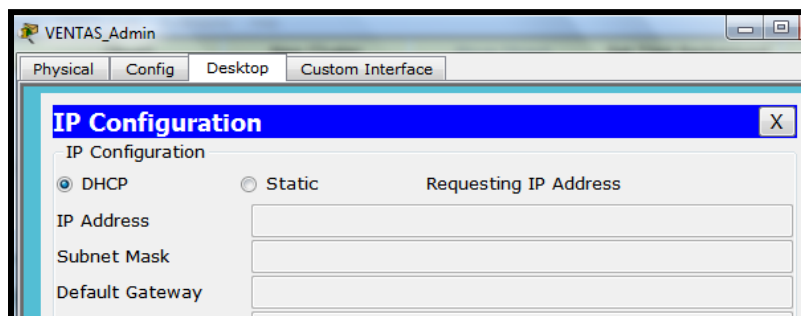 VENTAS_Admin
Physical Config Desktop Custom Interface
IP Configuration X
IP Configuration
DHCP Static Requesting IP Address
IP Address
Subnet Mask
Default Gateway